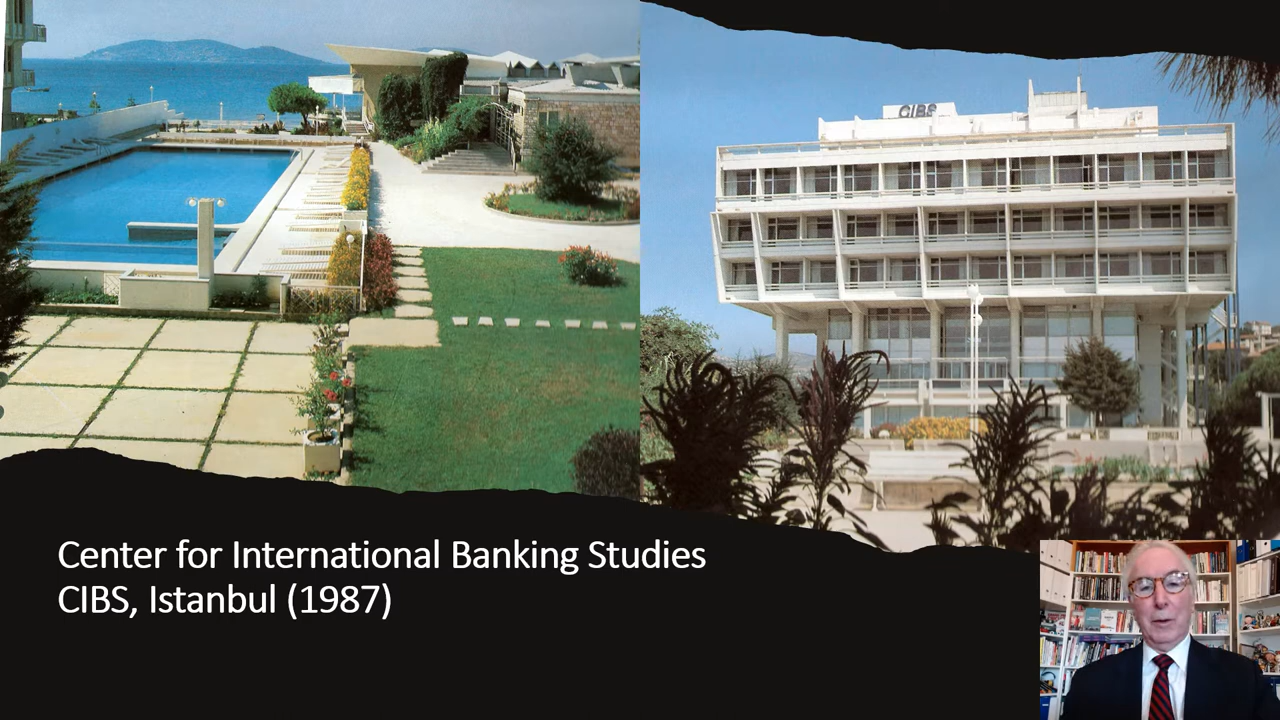 CIBS
Center for International Banking Studies
CIBS, Istanbul (1987)